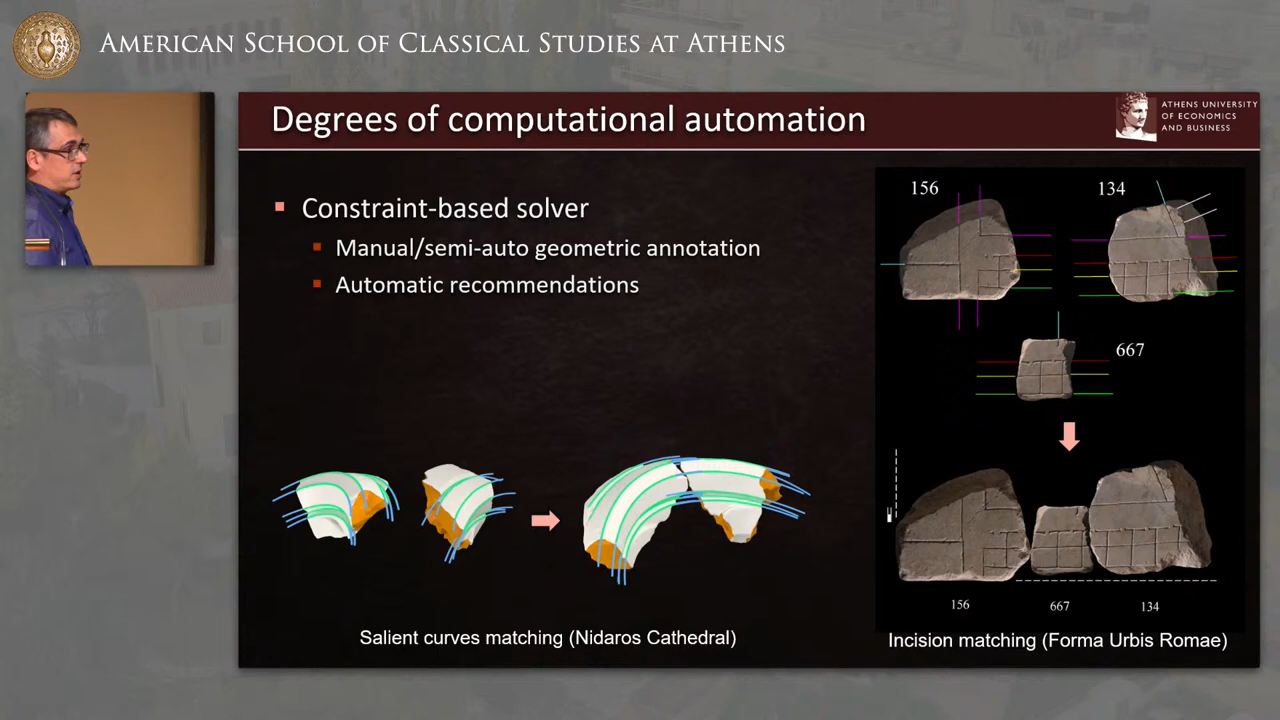 AMERICAN SCHOOL OF CLASSICAL STUDIES AT ATHENS
Degrees of computational automation
ATHENS UNIVERSITY
OF ECONOMICS
AND BUSINESS
Constraint-based solver
Manual/semi-auto geometric annotation
Automatic recommendations
156
134
667
156
667
134
Salient curves matching (Nidaros Cathedral)
Incision matching (Forma Urbis Romae)